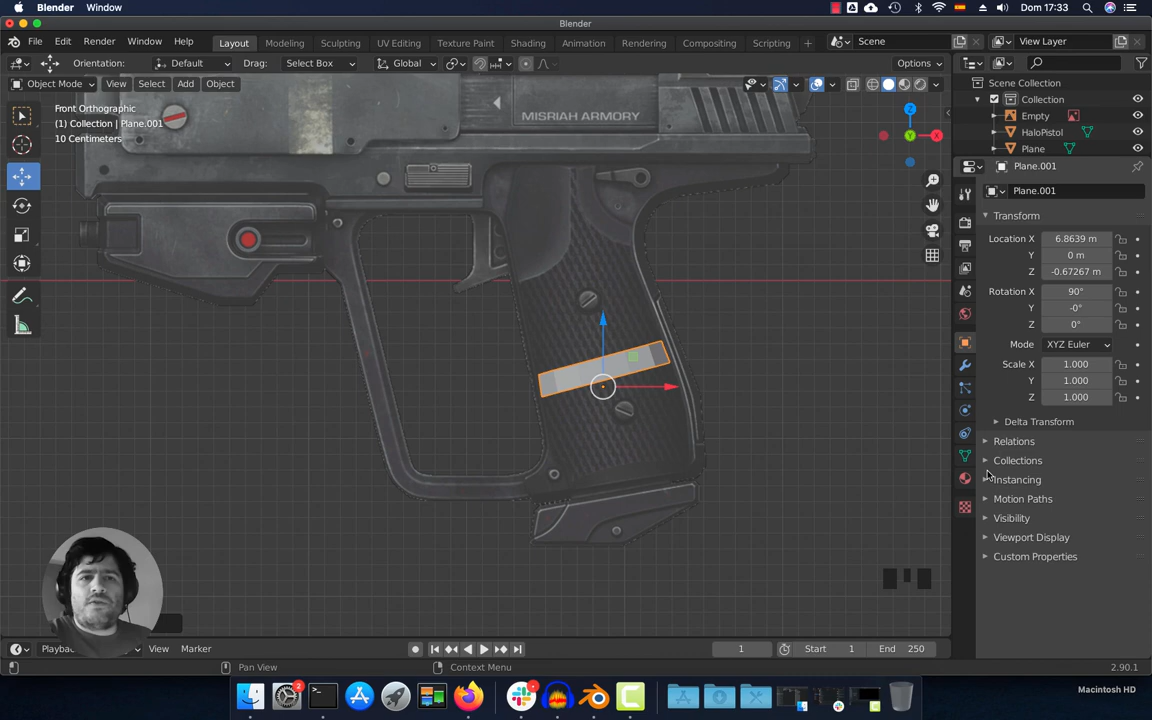 Blender Window Dom 17:33
Blender
File Edit Render Window Help Layout Modeling Sculpting UV Editing Texture Paint Shading Animation Rendering Compositing Scripting + Scene View Layer
Orientation: Default Drag: Select Box Global Options
Object Mode View Select Add Object
Front Orthographic
(1) Collection | Plane.001
10 Centimeters
MISRIAH ARMORY
Z
X
Y
Scene Collection
Collection
Empty
HaloPistol
Plane
Plane.001
Plane.001
Transform
Location X 6.8639 m
Y 0 m
Z -0.67267 m
Rotation X 90°
Y -0°
Z 0°
Mode XYZ Euler
Scale X 1.000
Y 1.000
Z 1.000
Delta Transform
Relations
Collections
Instancing
Motion Paths
Visibility
Viewport Display
Custom Properties
View Marker 1 Start 1 End 250
Pan View Context Menu 2.90.1
2
Macintosh HD